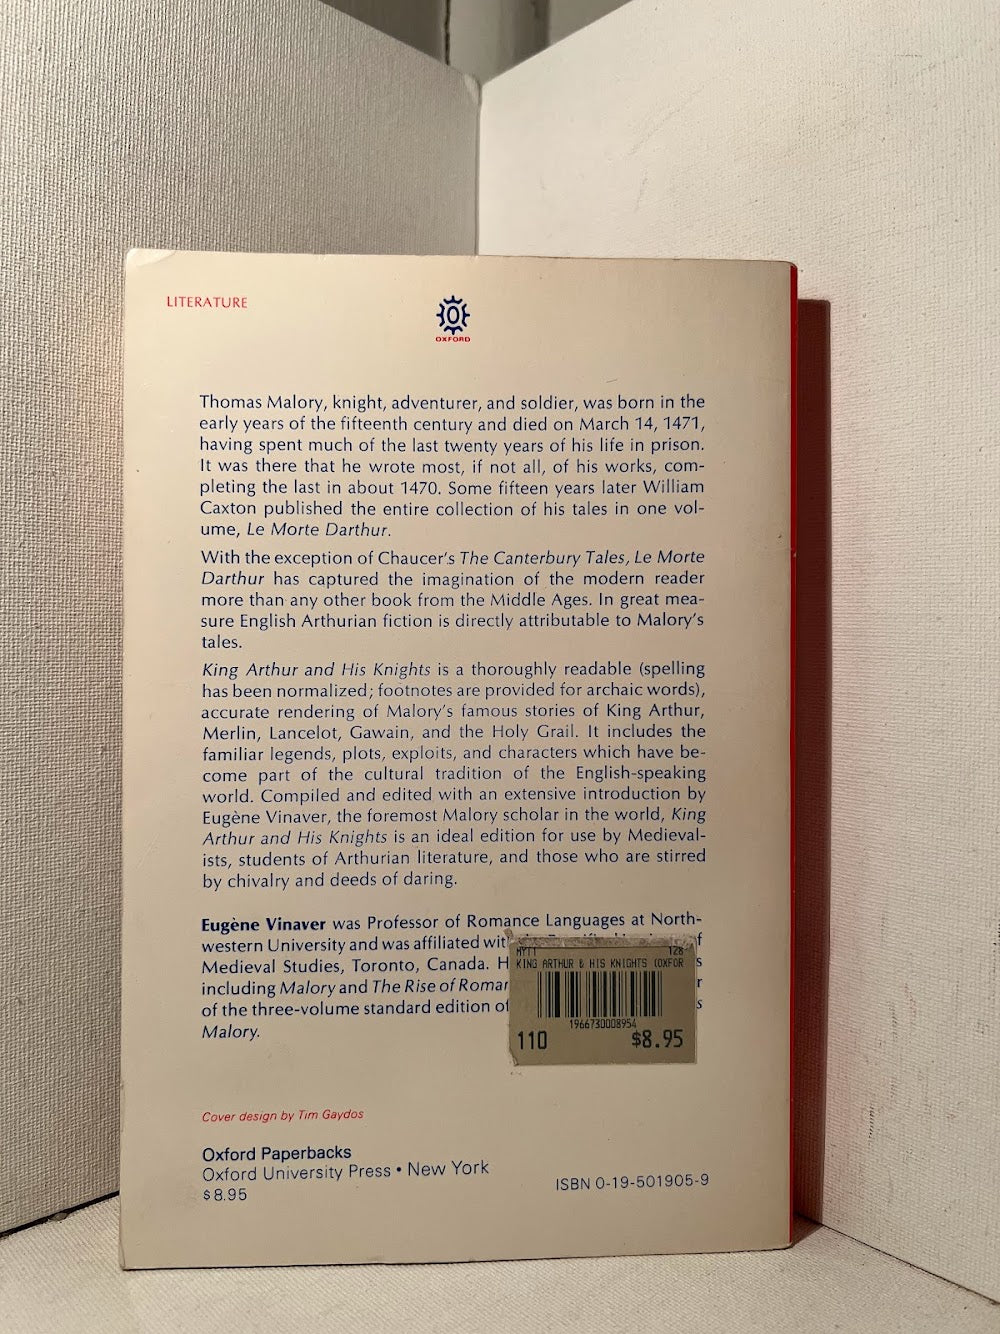 LITERATURE
O
OXFORD
Thomas Malory, knight, adventurer, and soldier, was born in the
early years of the fifteenth century and died on March 14, 1471,
having spent much of the last twenty years of his life in prison.
It was there that he wrote most, if not all, of his works, com-
pleting the last in about 1470. Some fifteen years later William
Caxton published the entire collection of his tales in one vol-
ume, Le Morte Darthur.
With the exception of Chaucer's The Canterbury Tales, Le Morte
Darthur has captured the imagination of the modern reader
more than any other book from the Middle Ages. In great mea-
sure English Arthurian fiction is directly attributable to Malory's
tales.
King Arthur and His Knights is a thoroughly readable (spelling
has been normalized; footnotes are provided for archaic words),
accurate rendering of Malory's famous stories of King Arthur,
Merlin, Lancelot, Gawain, and the Holy Grail. It includes the
familiar legends, plots, exploits, and characters which have be-
come part of the cultural tradition of the English-speaking
world. Compiled and edited with an extensive introduction by
Eugène Vinaver, the foremost Malory scholar in the world, King
Arthur and His Knights is an ideal edition for use by Medieval-
ists, students of Arthurian literature, and those who are stirred
by chivalry and deeds of daring.
Eugène Vinaver was Professor of Romance Languages at North-
western University and was affiliated with
Medieval Studies, Toronto, Canada. H
including Malory and The Rise of Roman
of the three-volume standard edition of
Malory.
128
KING ARTHUR & HIS KNIGHTS (OXFOR
1966730008954
110 $8.95
Cover design by Tim Gaydos
Oxford Paperbacks
Oxford University Press • New York
$8.95
ISBN 0-19-501905-9